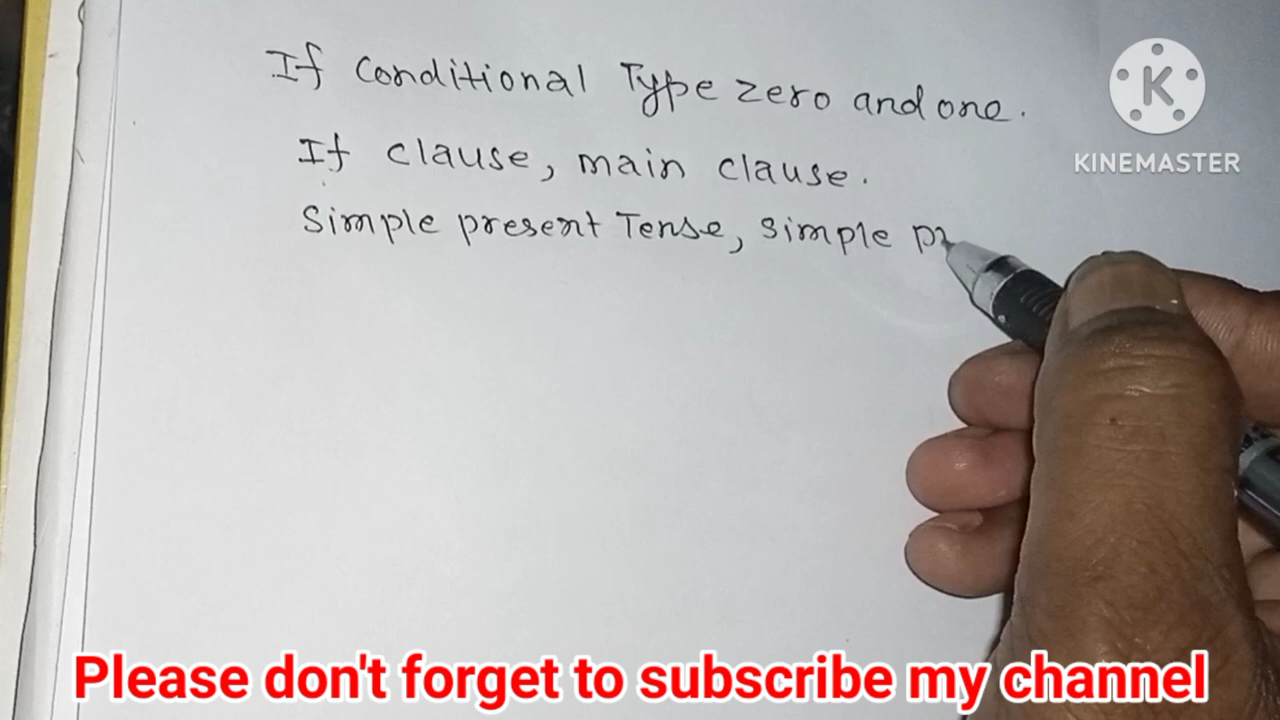 If Conditional Type zero and one.
If clause, main clause.
Simple present Tense, simple pr
KINEMASTER
Please don't forget to subscribe my channel